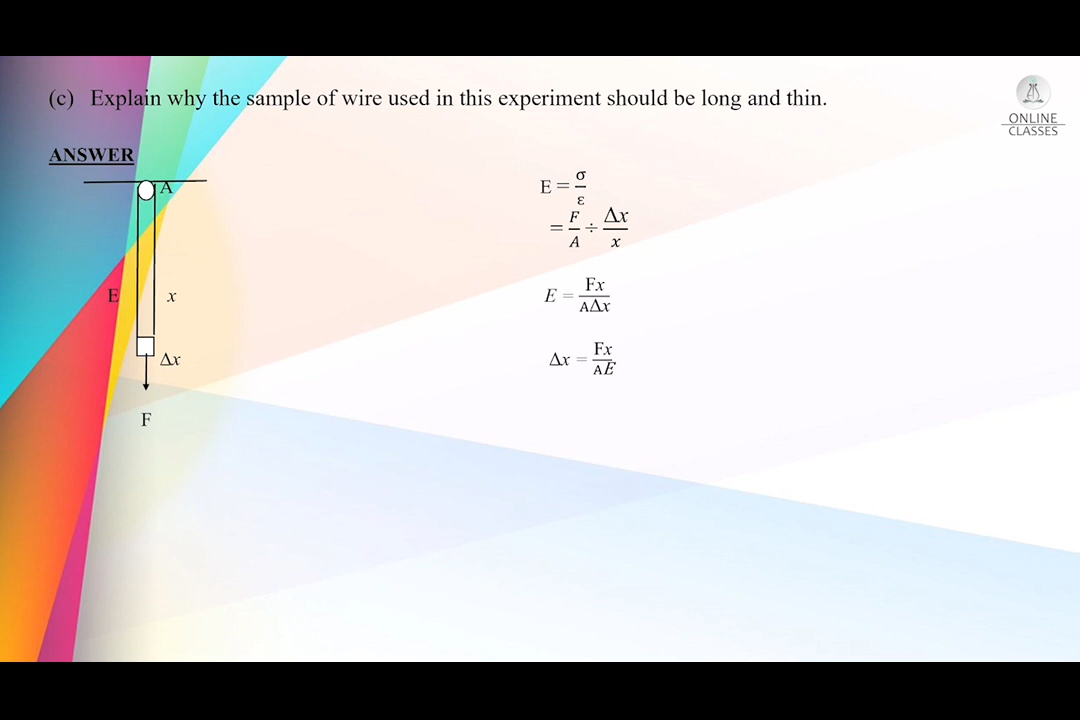 (c) Explain why the sample of wire used in this experiment should be long and thin.
ONLINE
CLASSES
ANSWER
A
E
x
Δx
F
E = σ/ε
= F/A ÷ Δx/x
E = Fx/AΔx
Δx = Fx/AE